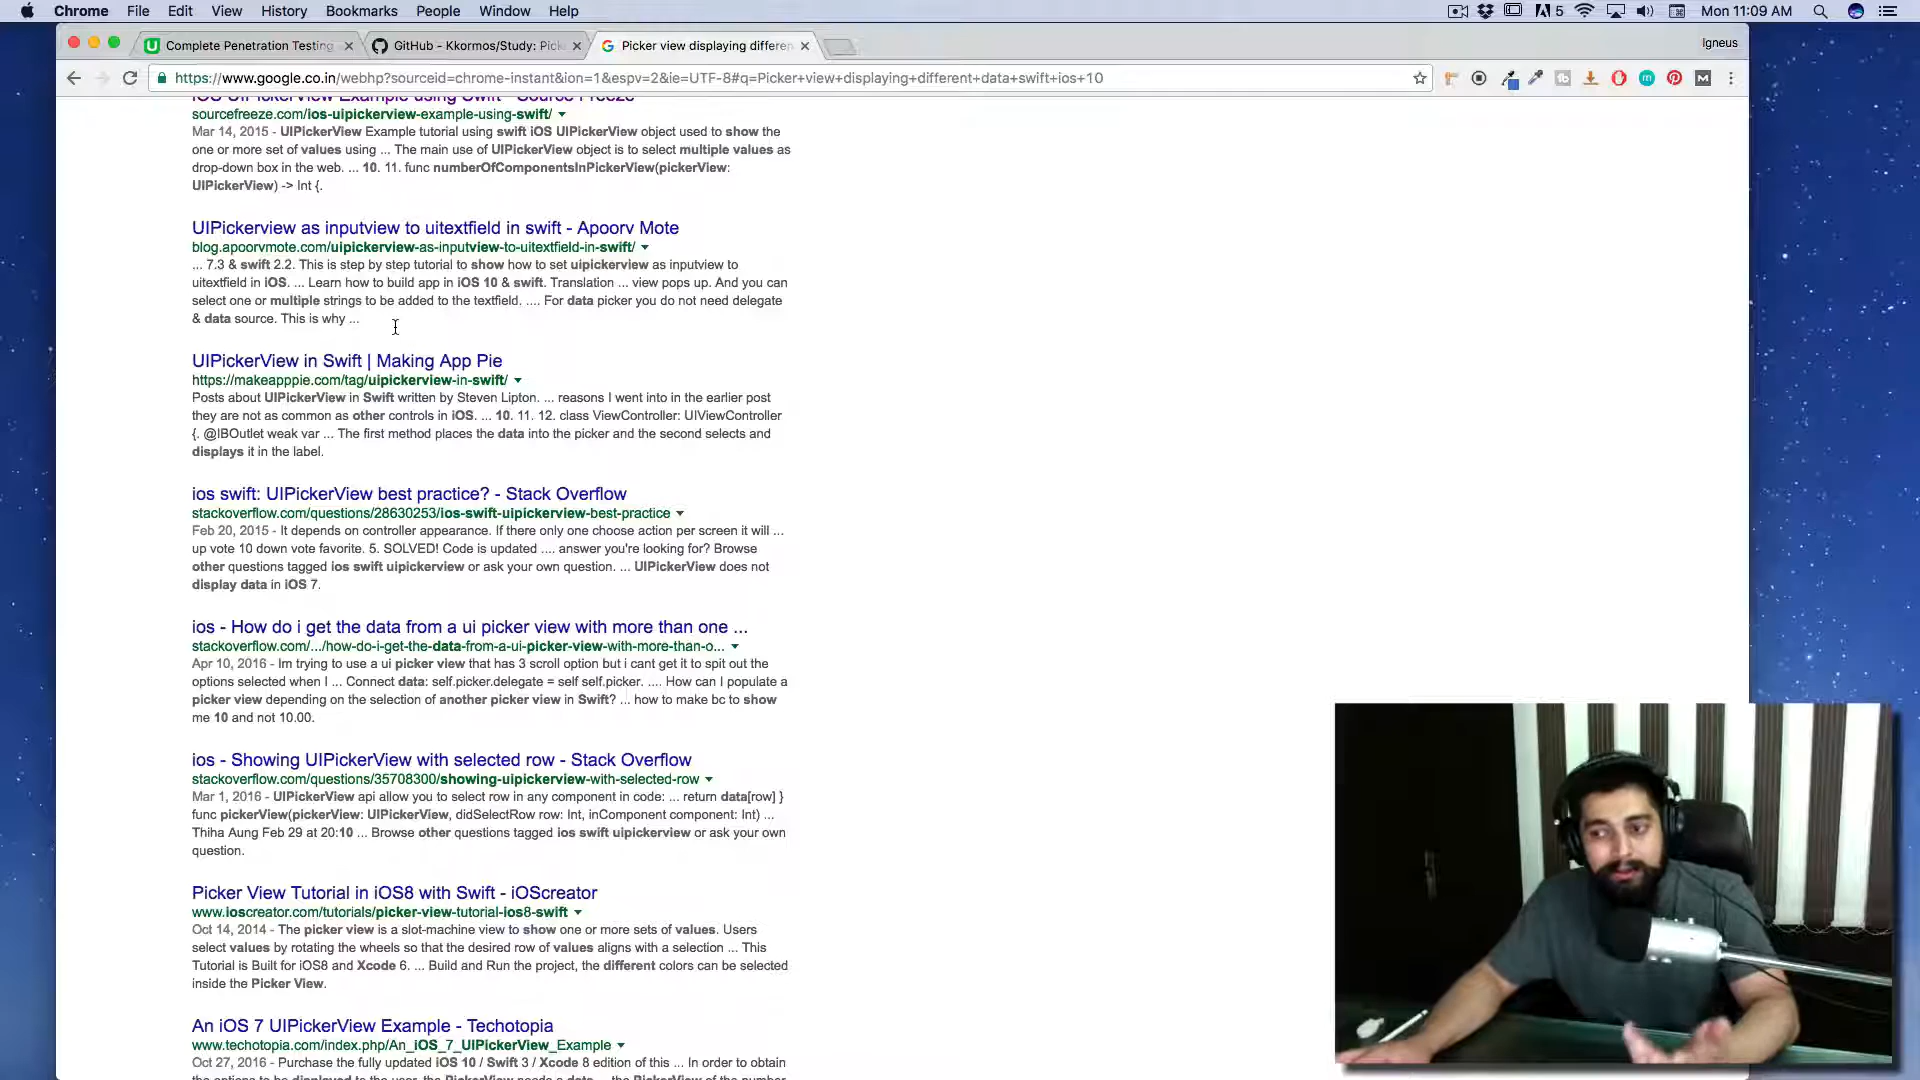 Chrome File Edit View History Bookmarks People Window Help
5 Mon 11:09 AM
Complete Penetration Testing
GitHub - Kkormos/Study: Pick
Picker view displaying differen
Igneus
https://www.google.co.in/webhp?sourceid=chrome-instant&ion=1&espv=2&ie=UTF-8#q=Picker+view+displaying+different+data+swift+ios+10
iOS UIPickerView Example using Swift - Source Freeze
sourcefreeze.com/ios-uipickerview-example-using-swift/
Mar 14, 2015 - UIPickerView Example tutorial using swift iOS UIPickerView object used to show the
one or more set of values using ... The main use of UIPickerView object is to select multiple values as
drop-down box in the web. ... 10. 11. func numberOfComponentsInPickerView(pickerView:
UIPickerView) -> Int {.
UIPickerview as inputview to uitextfield in swift - Apoorv Mote
blog.apoorvmote.com/uipickerview-as-inputview-to-uitextfield-in-swift/
... 7.3 & swift 2.2. This is step by step tutorial to show how to set uipickerview as inputview to
uitextfield in iOS. ... Learn how to build app in iOS 10 & swift. Translation ... view pops up. And you can
select one or multiple strings to be added to the textfield. .... For data picker you do not need delegate
& data source. This is why ...
UIPickerView in Swift | Making App Pie
https://makeapppie.com/tag/uipickerview-in-swift/
Posts about UIPickerView in Swift written by Steven Lipton. ... reasons I went into in the earlier post
they are not as common as other controls in iOS. ... 10. 11. 12. class ViewController: UIViewController
{. @IBOutlet weak var ... The first method places the data into the picker and the second selects and
displays it in the label.
ios swift: UIPickerView best practice? - Stack Overflow
stackoverflow.com/questions/28630253/ios-swift-uipickerview-best-practice
Feb 20, 2015 - It depends on controller appearance. If there only one choose action per screen it will ...
up vote 10 down vote favorite. 5. SOLVED! Code is updated .... answer you're looking for? Browse
other questions tagged ios swift uipickerview or ask your own question. ... UIPickerView does not
display data in iOS 7.
ios - How do i get the data from a ui picker view with more than one ...
stackoverflow.com/.../how-do-i-get-the-data-from-a-ui-picker-view-with-more-than-o...
Apr 10, 2016 - Im trying to use a ui picker view that has 3 scroll option but i cant get it to spit out the
options selected when I ... Connect data: self.picker.delegate = self self.picker. .... How can I populate a
picker view depending on the selection of another picker view in Swift? ... how to make bc to show
me 10 and not 10.00.
ios - Showing UIPickerView with selected row - Stack Overflow
stackoverflow.com/questions/35708300/showing-uipickerview-with-selected-row
Mar 1, 2016 - UIPickerView api allow you to select row in any component in code: ... return data[row] }
func pickerView(pickerView: UIPickerView, didSelectRow row: Int, inComponent component: Int) ...
Thiha Aung Feb 29 at 20:10 ... Browse other questions tagged ios swift uipickerview or ask your own
question.
Picker View Tutorial in iOS8 with Swift - iOScreator
www.ioscreator.com/tutorials/picker-view-tutorial-ios8-swift
Oct 14, 2014 - The picker view is a slot-machine view to show one or more sets of values. Users
select values by rotating the wheels so that the desired row of values aligns with a selection ... This
Tutorial is Built for iOS8 and Xcode 6. ... Build and Run the project, the different colors can be selected
inside the Picker View.
An iOS 7 UIPickerView Example - Techotopia
www.techotopia.com/index.php/An_iOS_7_UIPickerView_Example
Oct 27, 2016 - Purchase the fully updated iOS 10 / Swift 3 / Xcode 8 edition of this ... In order to obtain
the options to be displayed to the user, the PickerView needs a data ... the PickerView of the number